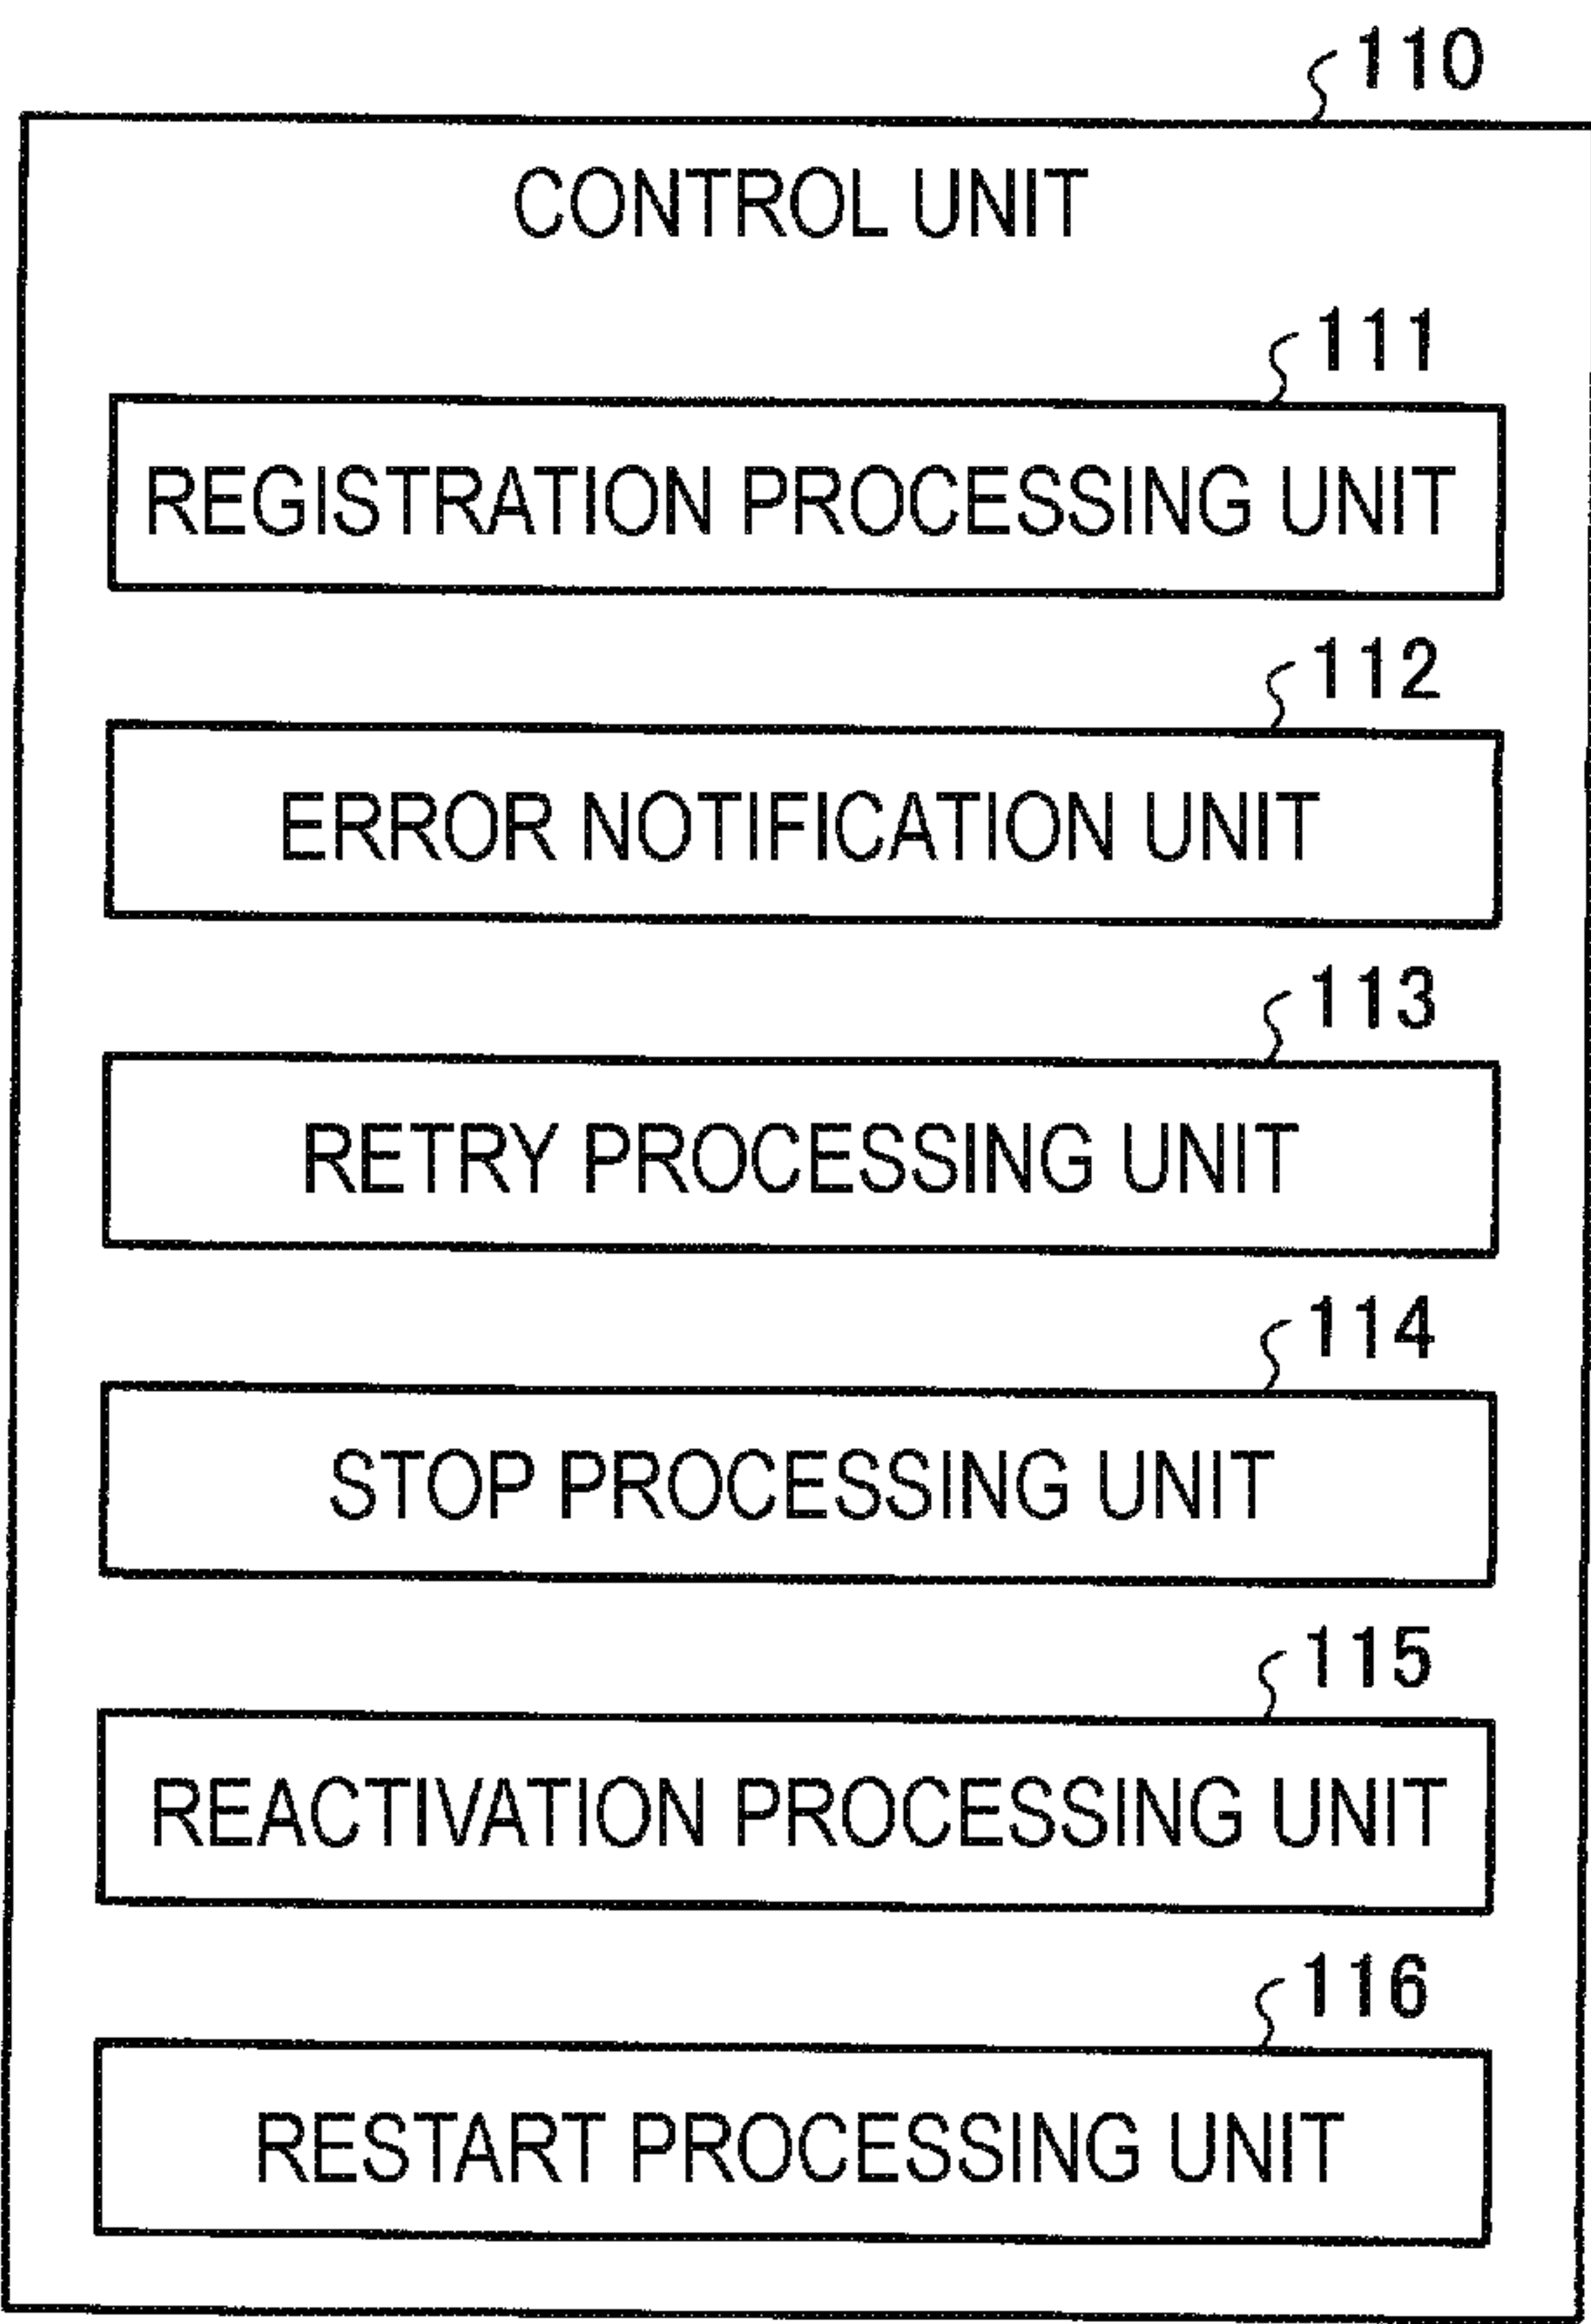 110
CONTROL UNIT
111
REGISTRATION PROCESSING UNIT
112
ERROR NOTIFICATION UNIT
113
RETRY PROCESSING UNIT
114
STOP PROCESSING UNIT
115
REACTIVATION PROCESSING UNIT
116
RESTART PROCESSING UNIT